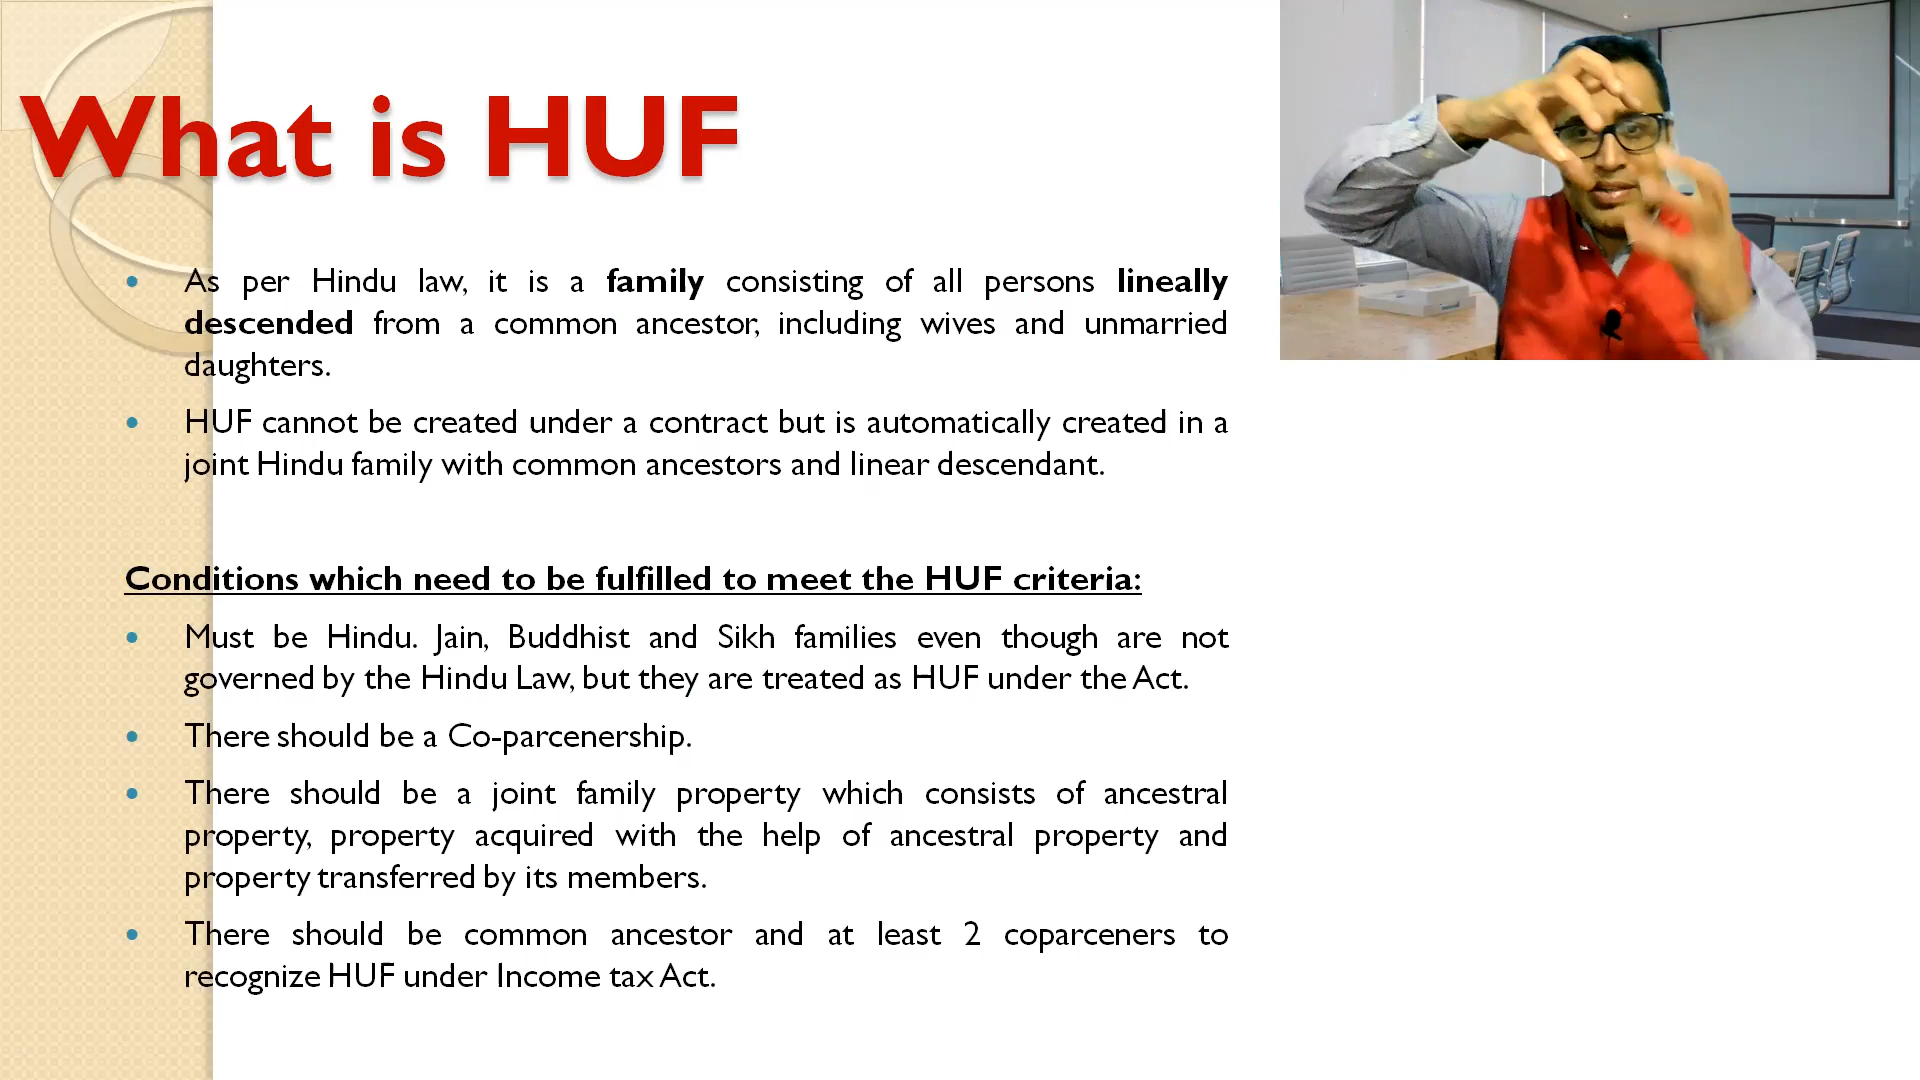 What is HUF
As per Hindu law, it is a family consisting of all persons lineally
descended from a common ancestor, including wives and unmarried
daughters.
HUF cannot be created under a contract but is automatically created in a
joint Hindu family with common ancestors and linear descendant.
Conditions which need to be fulfilled to meet the HUF criteria:
Must be Hindu. Jain, Buddhist and Sikh families even though are not
governed by the Hindu Law, but they are treated as HUF under the Act.
There should be a Co-parcenership.
There should be a joint family property which consists of ancestral
property, property acquired with the help of ancestral property and
property transferred by its members.
There should be common ancestor and at least 2 coparceners to
recognize HUF under Income tax Act.